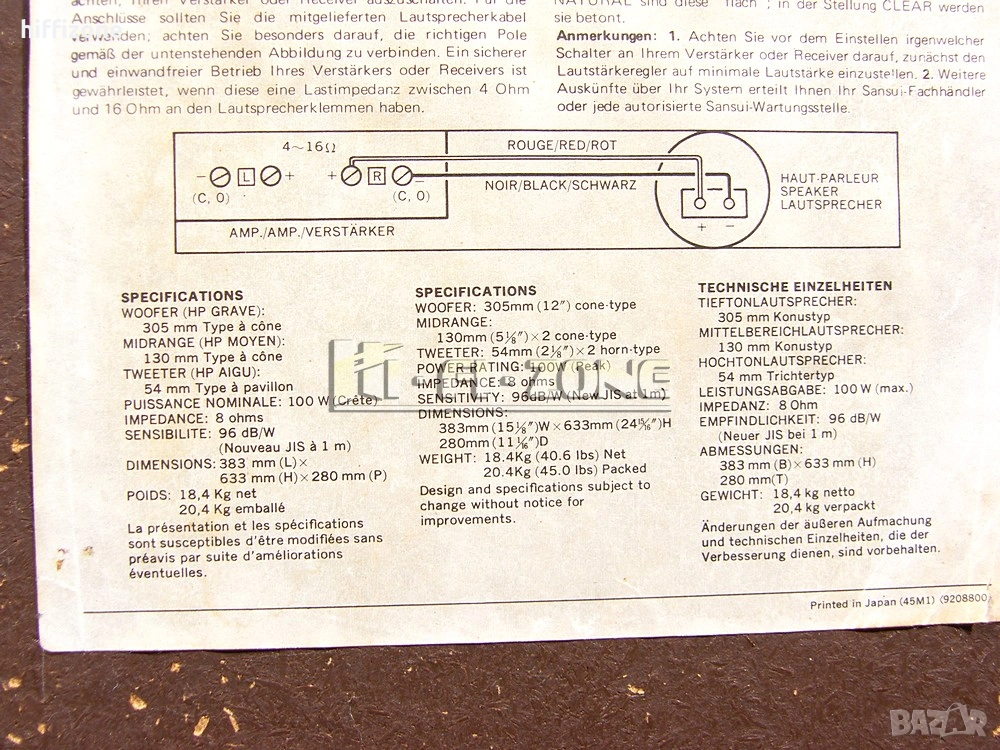 hiffizone
achten, Ihren Verstärker oder Receiver auszuschalten. Für die
Anschlüsse sollten Sie die mitgelieferten Lautsprecherkabel
verwenden; achten Sie besonders darauf, die richtigen Pole
gemäß der untenstehenden Abbildung zu verbinden. Ein sicherer
und einwandfreier Betrieb Ihres Verstärkers oder Receivers ist
gewährleistet, wenn diese eine Lastimpedanz zwischen 4 Ohm
und 16 Ohm an den Lautsprecherklemmen haben.
NATURAL sind diese "flach"; in der Stellung CLEAR werden
sie betont.
Anmerkungen: 1. Achten Sie vor dem Einstellen irgenwelcher
Schalter an Ihrem Verstärker oder Receiver darauf, zunächst den
Lautstärkeregler auf minimale Lautstärke einzustellen. 2. Weitere
Auskünfte über Ihr System erteilt Ihnen Ihr Sansui-Fachhändler
oder jede autorisierte Sansui-Wartungsstelle.
4~16Ω
− L + + R −
(C, O) (C, O)
AMP./AMP./VERSTÄRKER
ROUGE/RED/ROT
NOIR/BLACK/SCHWARZ
+ −
HAUT-PARLEUR
SPEAKER
LAUTSPRECHER
SPECIFICATIONS
WOOFER (HP GRAVE):
305 mm Type à cône
MIDRANGE (HP MOYEN):
130 mm Type à cône
TWEETER (HP AIGU):
54 mm Type à pavillon
PUISSANCE NOMINALE: 100 W (Crête)
IMPEDANCE: 8 ohms
SENSIBILITE: 96 dB/W
(Nouveau JIS à 1 m)
DIMENSIONS: 383 mm (L)×
633 mm (H)×280 mm (P)
POIDS: 18,4 Kg net
20,4 Kg emballé
La présentation et les spécifications
sont susceptibles d'être modifiées sans
préavis par suite d'améliorations
éventuelles.
SPECIFICATIONS
WOOFER: 305mm (12″) cone-type
MIDRANGE:
130mm (5⅛″)×2 cone-type
TWEETER: 54mm (2⅛″)×2 horn-type
POWER RATING: 100W (Peak)
IMPEDANCE: 8 ohms
SENSITIVITY: 96dB/W (New JIS at 1m)
DIMENSIONS:
383mm (15⅛″)W×633mm (24¹⁵⁄₁₆″)H
280mm (11¹⁄₁₆″)D
WEIGHT: 18.4Kg (40.6 lbs) Net
20.4Kg (45.0 lbs) Packed
Design and specifications subject to
change without notice for
improvements.
TECHNISCHE EINZELHEITEN
TIEFTONLAUTSPRECHER:
305 mm Konustyp
MITTELBEREICHLAUTSPRECHER:
130 mm Konustyp
HOCHTONLAUTSPRECHER:
54 mm Trichtertyp
LEISTUNGSABGABE: 100 W (max.)
IMPEDANZ: 8 Ohm
EMPFINDLICHKEIT: 96 dB/W
(Neuer JIS bei 1 m)
ABMESSUNGEN:
383 mm (B)×633 mm (H)
280 mm(T)
GEWICHT: 18,4 kg netto
20,4 kg verpackt
Änderungen der äußeren Aufmachung
und technischen Einzelheiten, die der
Verbesserung dienen, sind vorbehalten.
HI-FI-ZONE
Printed in Japan (45M1) ⟨9208800⟩
BAZAR